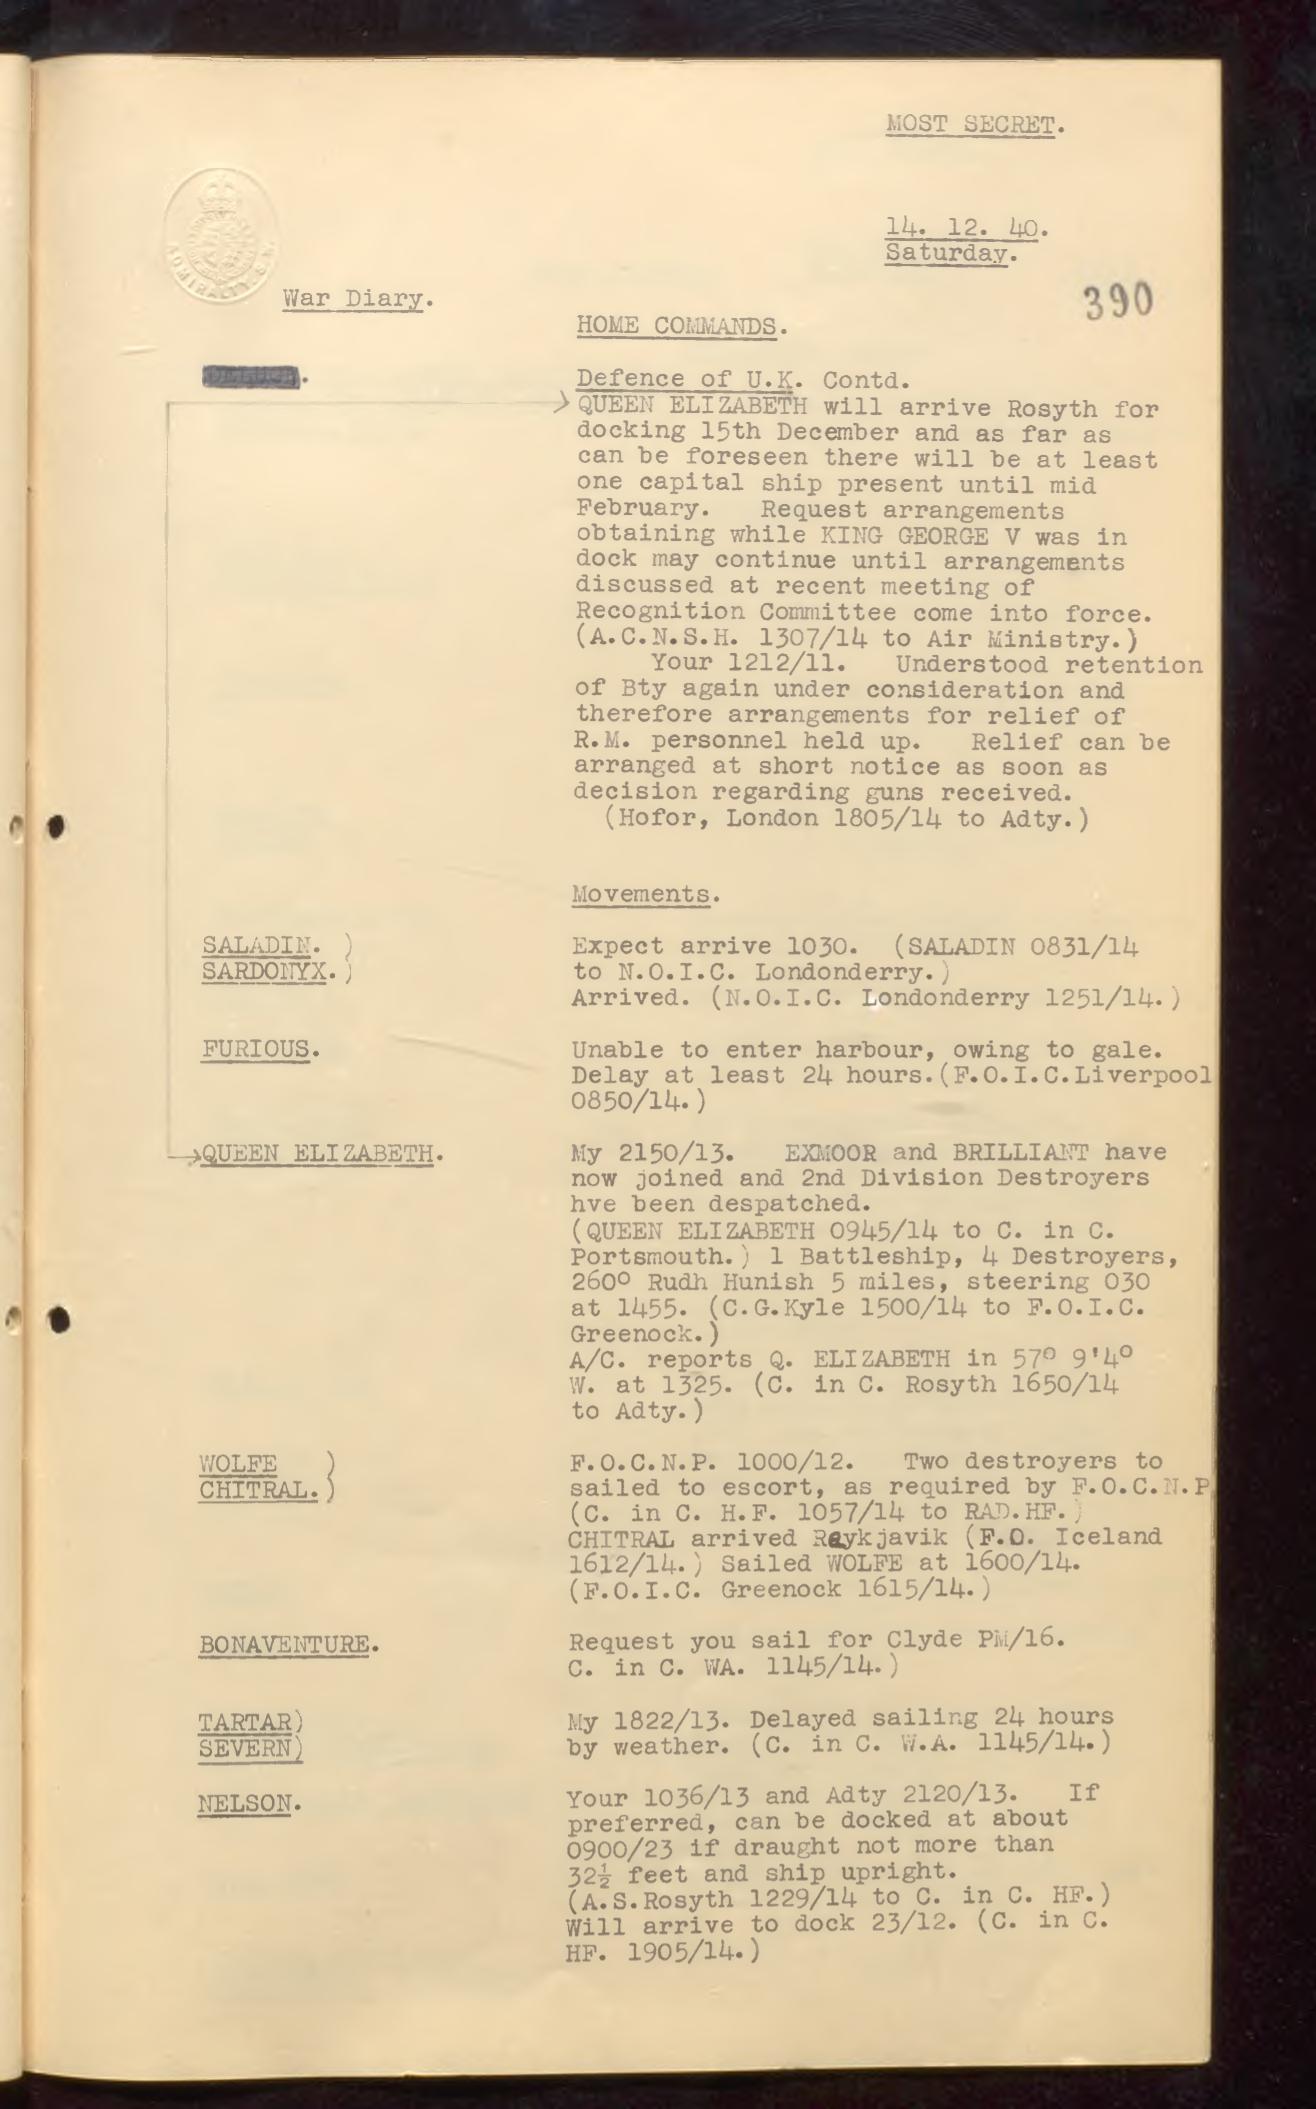 MOST SECRET.
14. 12. 40.
Saturday.
ADMIRALTY. S.
War Diary.
390
HOME COMMANDS.
Defence of U.K. Contd.
QUEEN ELIZABETH will arrive Rosyth for
docking 15th December and as far as
can be foreseen there will be at least
one capital ship present until mid
February. Request arrangements
obtaining while KING GEORGE V was in
dock may continue until arrangements
discussed at recent meeting of
Recognition Committee come into force.
(A.C.N.S.H. 1307/14 to Air Ministry.)
Your 1212/11. Understood retention
of Bty again under consideration and
therefore arrangements for relief of
R.M. personnel held up. Relief can be
arranged at short notice as soon as
decision regarding guns received.
(Hofor, London 1805/14 to Adty.)
Movements.
SALADIN. )
SARDONYX. )
Expect arrive 1030. (SALADIN 0831/14
to N.O.I.C. Londonderry.)
Arrived. (N.O.I.C. Londonderry 1251/14.)
FURIOUS.
Unable to enter harbour, owing to gale.
Delay at least 24 hours.(F.O.I.C.Liverpool
0850/14.)
QUEEN ELIZABETH.
My 2150/13. EXMOOR and BRILLIANT have
now joined and 2nd Division Destroyers
hve been despatched.
(QUEEN ELIZABETH 0945/14 to C. in C.
Portsmouth.) 1 Battleship, 4 Destroyers,
260° Rudh Hunish 5 miles, steering 030
at 1455. (C.G.Kyle 1500/14 to F.O.I.C.
Greenock.)
A/C. reports Q. ELIZABETH in 57° 9'4°
W. at 1325. (C. in C. Rosyth 1650/14
to Adty.)
WOLFE )
CHITRAL. )
F.O.C.N.P. 1000/12. Two destroyers to
sailed to escort, as required by F.O.C.N.P
(C. in C. H.F. 1057/14 to RAD.HF.)
CHITRAL arrived Reykjavik (F.O. Iceland
1612/14.) Sailed WOLFE at 1600/14.
(F.O.I.C. Greenock 1615/14.)
BONAVENTURE.
Request you sail for Clyde PM/16.
C. in C. WA. 1145/14.)
TARTAR)
SEVERN)
My 1822/13. Delayed sailing 24 hours
by weather. (C. in C. W.A. 1145/14.)
NELSON.
Your 1036/13 and Adty 2120/13. If
preferred, can be docked at about
0900/23 if draught not more than
32½ feet and ship upright.
(A.S.Rosyth 1229/14 to C. in C. HF.)
Will arrive to dock 23/12. (C. in C.
HF. 1905/14.)